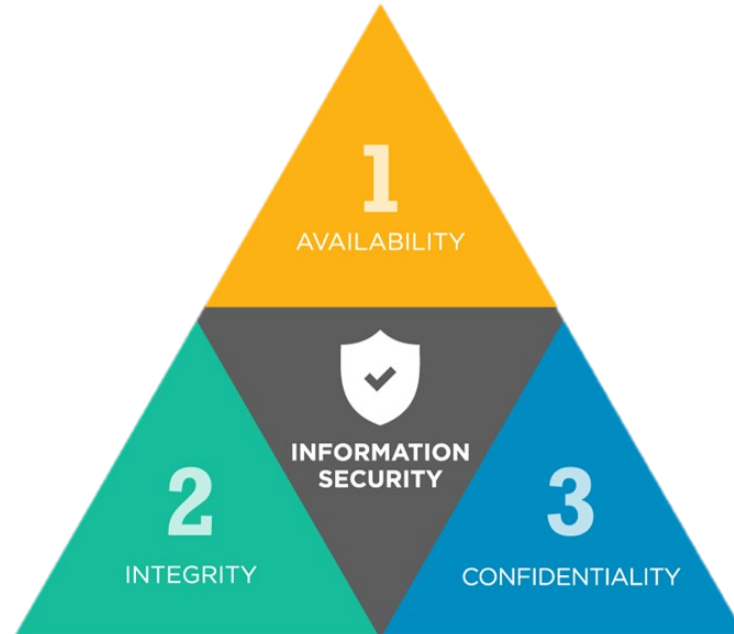 1
AVAILABILITY
INFORMATION
SECURITY
2
INTEGRITY
3
CONFIDENTIALITY